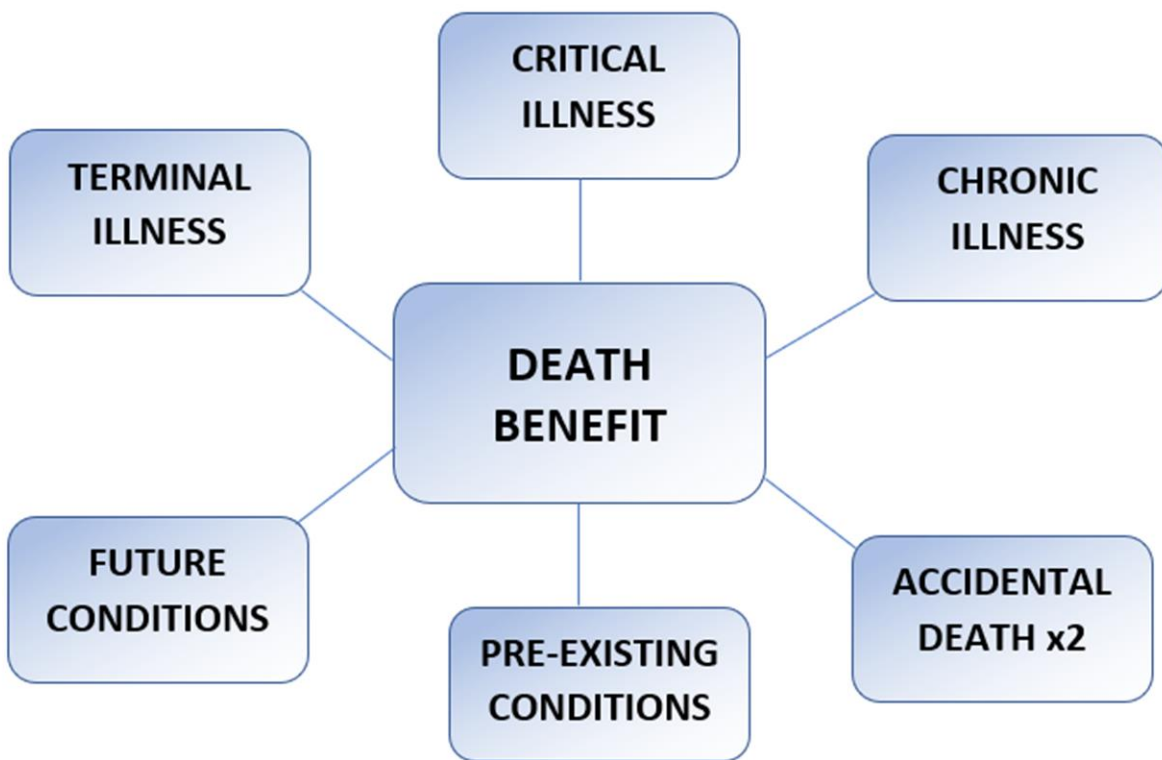 CRITICAL
ILLNESS
TERMINAL
ILLNESS
CHRONIC
ILLNESS
DEATH
BENEFIT
FUTURE
CONDITIONS
PRE-EXISTING
CONDITIONS
ACCIDENTAL
DEATH x2